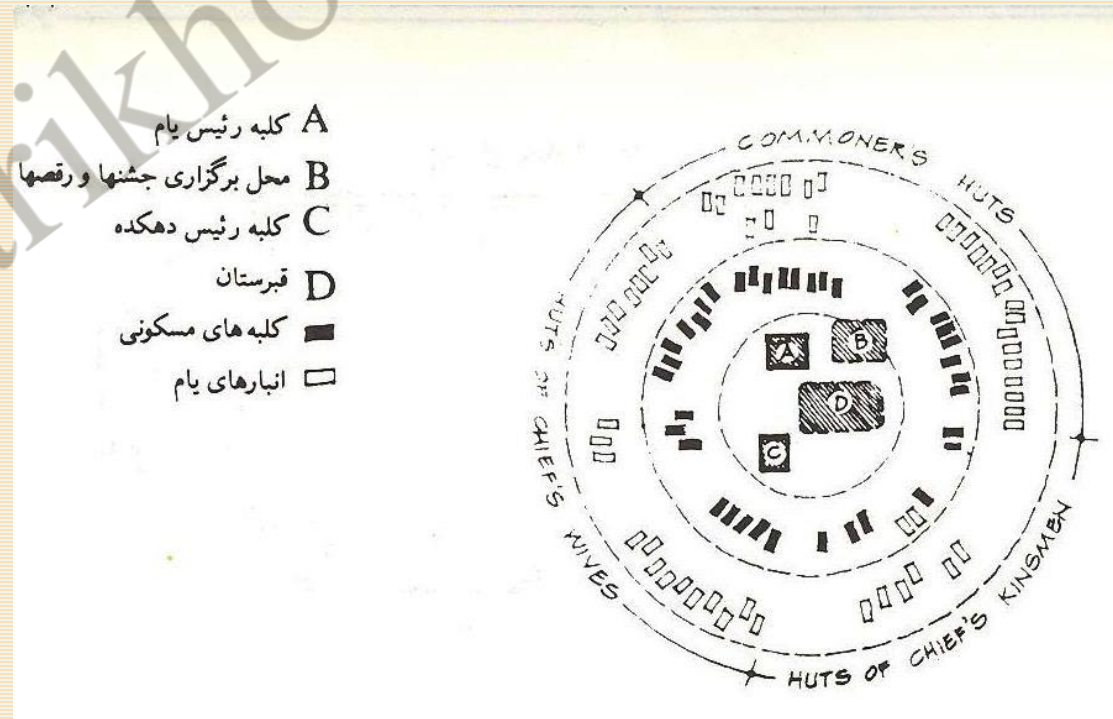 A کلبه رئیس یام
B محل برگزاری جشنها و رقصها
C کلبه رئیس دهکده
D قبرستان
کلبه های مسکونی
انبارهای یام
COMMONER'S HUTS
HUTS OF CHIEF'S WIVES
HUTS OF CHIEF'S KINSMEN
A
B
D
C